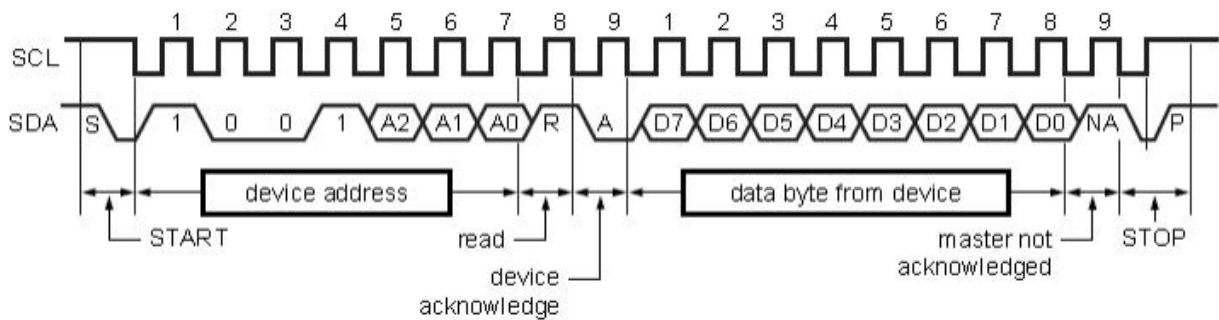 1 2 3 4 5 6 7 8 9 1 2 3 4 5 6 7 8 9
SCL
SDA S 1 0 0 1 A2 A1 A0 R A D7 D6 D5 D4 D3 D2 D1 D0 NA P
device address data byte from device
START read master not STOP
acknowledged
device
acknowledge